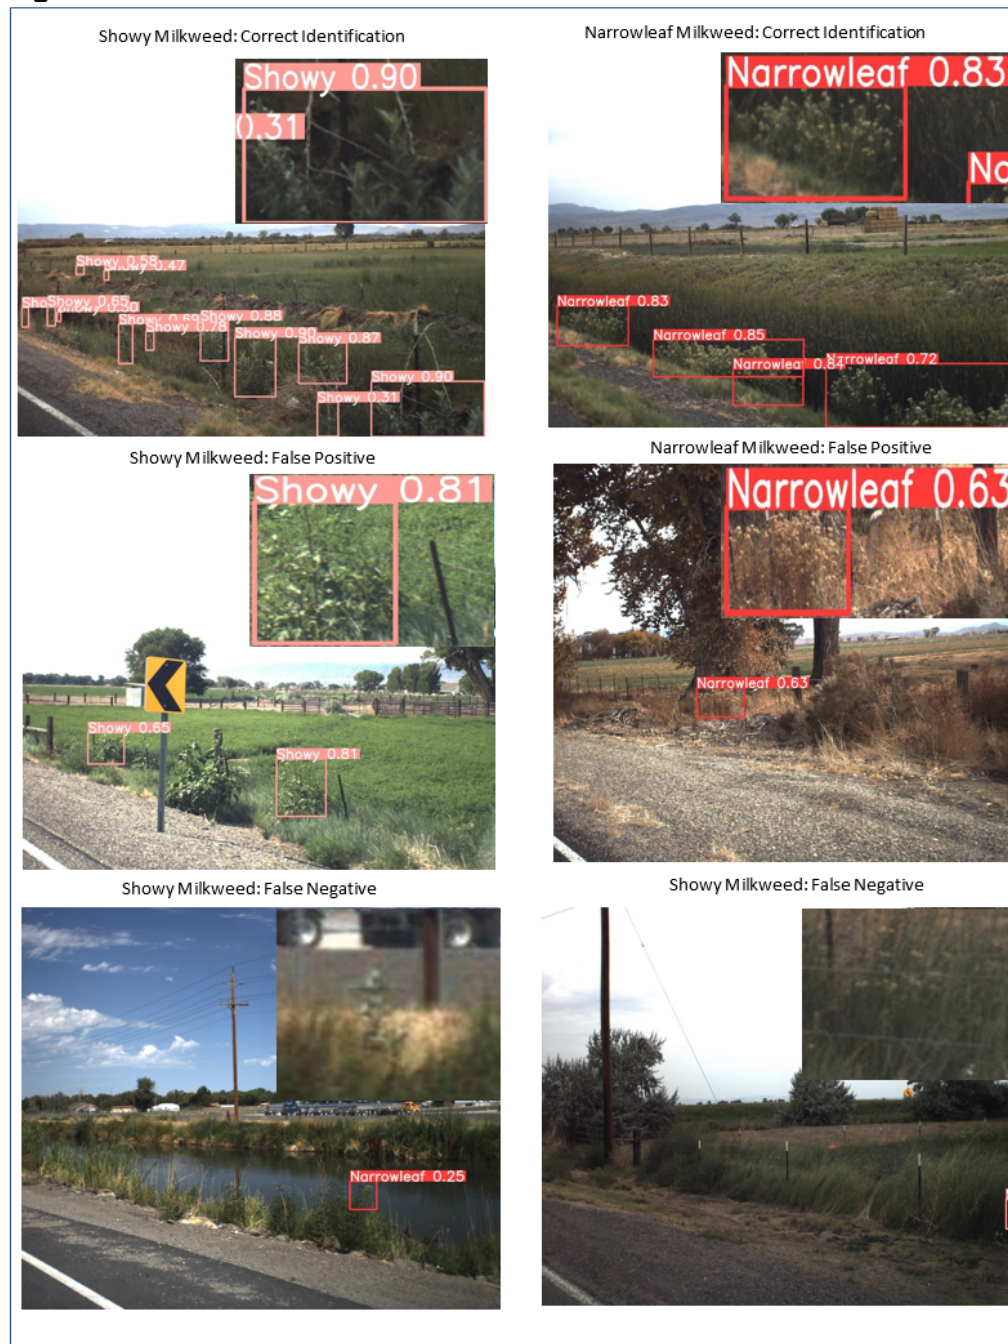 Showy Milkweed: Correct Identification
Showy 0.90
0.31
Showy 0.58
0.47
Showy 0.65
0.30
Showy 0.88
0.78
Showy 0.90
0.87
Showy 0.90
Showy 0.31
Narrowleaf Milkweed: Correct Identification
Narrowleaf 0.83
Narrowleaf 0.83
Narrowleaf 0.85
Narrowleaf 0.84
Narrowleaf 0.72
Showy Milkweed: False Positive
Showy 0.81
Showy 0.65
Showy 0.81
Narrowleaf Milkweed: False Positive
Narrowleaf 0.63
Narrowleaf 0.63
Showy Milkweed: False Negative
Narrowleaf 0.25
Showy Milkweed: False Negative